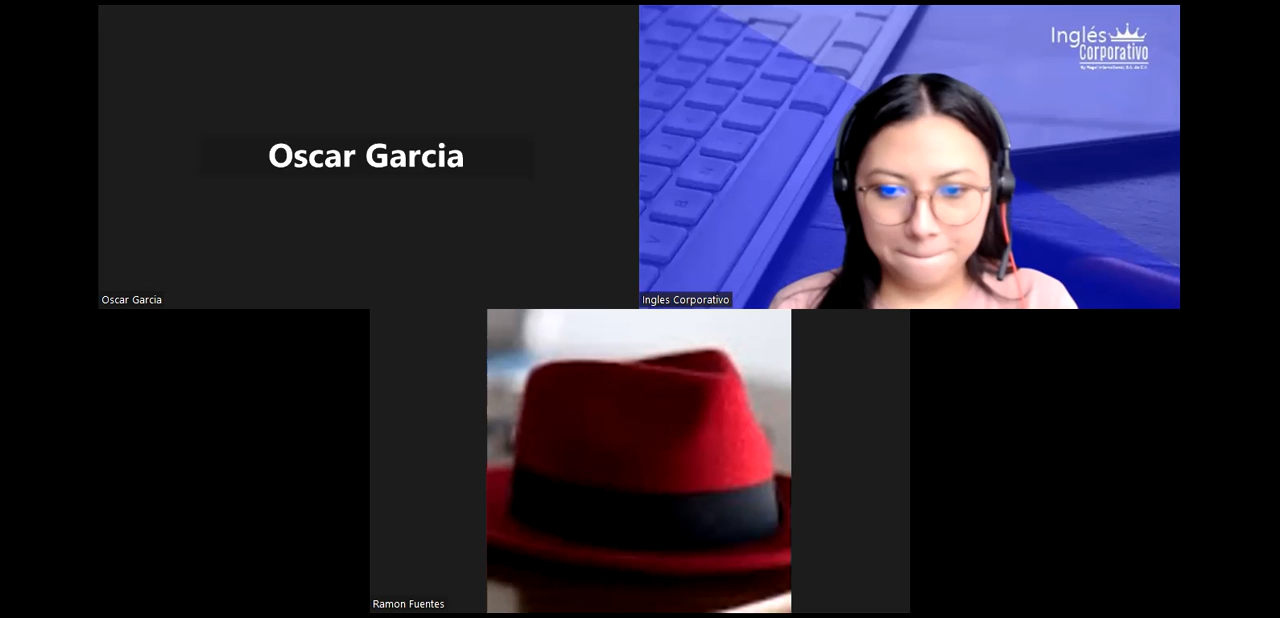 Oscar Garcia
Oscar Garcia
Inglés
Corporativo
Ingles Corporativo
Ramon Fuentes